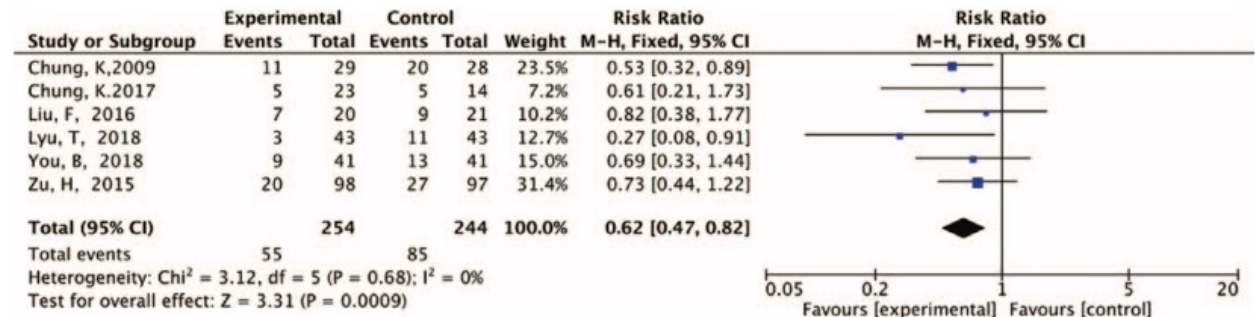 Experimental Control Risk Ratio Risk Ratio
Study or Subgroup Events Total Events Total Weight M-H, Fixed, 95% CI M-H, Fixed, 95% CI
Chung, K,2009 11 29 20 28 23.5% 0.53 [0.32, 0.89]
Chung, K.2017 5 23 5 14 7.2% 0.61 [0.21, 1.73]
Liu, F, 2016 7 20 9 21 10.2% 0.82 [0.38, 1.77]
Lyu, T, 2018 3 43 11 43 12.7% 0.27 [0.08, 0.91]
You, B, 2018 9 41 13 41 15.0% 0.69 [0.33, 1.44]
Zu, H, 2015 20 98 27 97 31.4% 0.73 [0.44, 1.22]
Total (95% CI) 254 244 100.0% 0.62 [0.47, 0.82]
Total events 55 85
Heterogeneity: Chi² = 3.12, df = 5 (P = 0.68); I² = 0%
Test for overall effect: Z = 3.31 (P = 0.0009)
0.05 0.2 1 5 20
Favours [experimental] Favours [control]